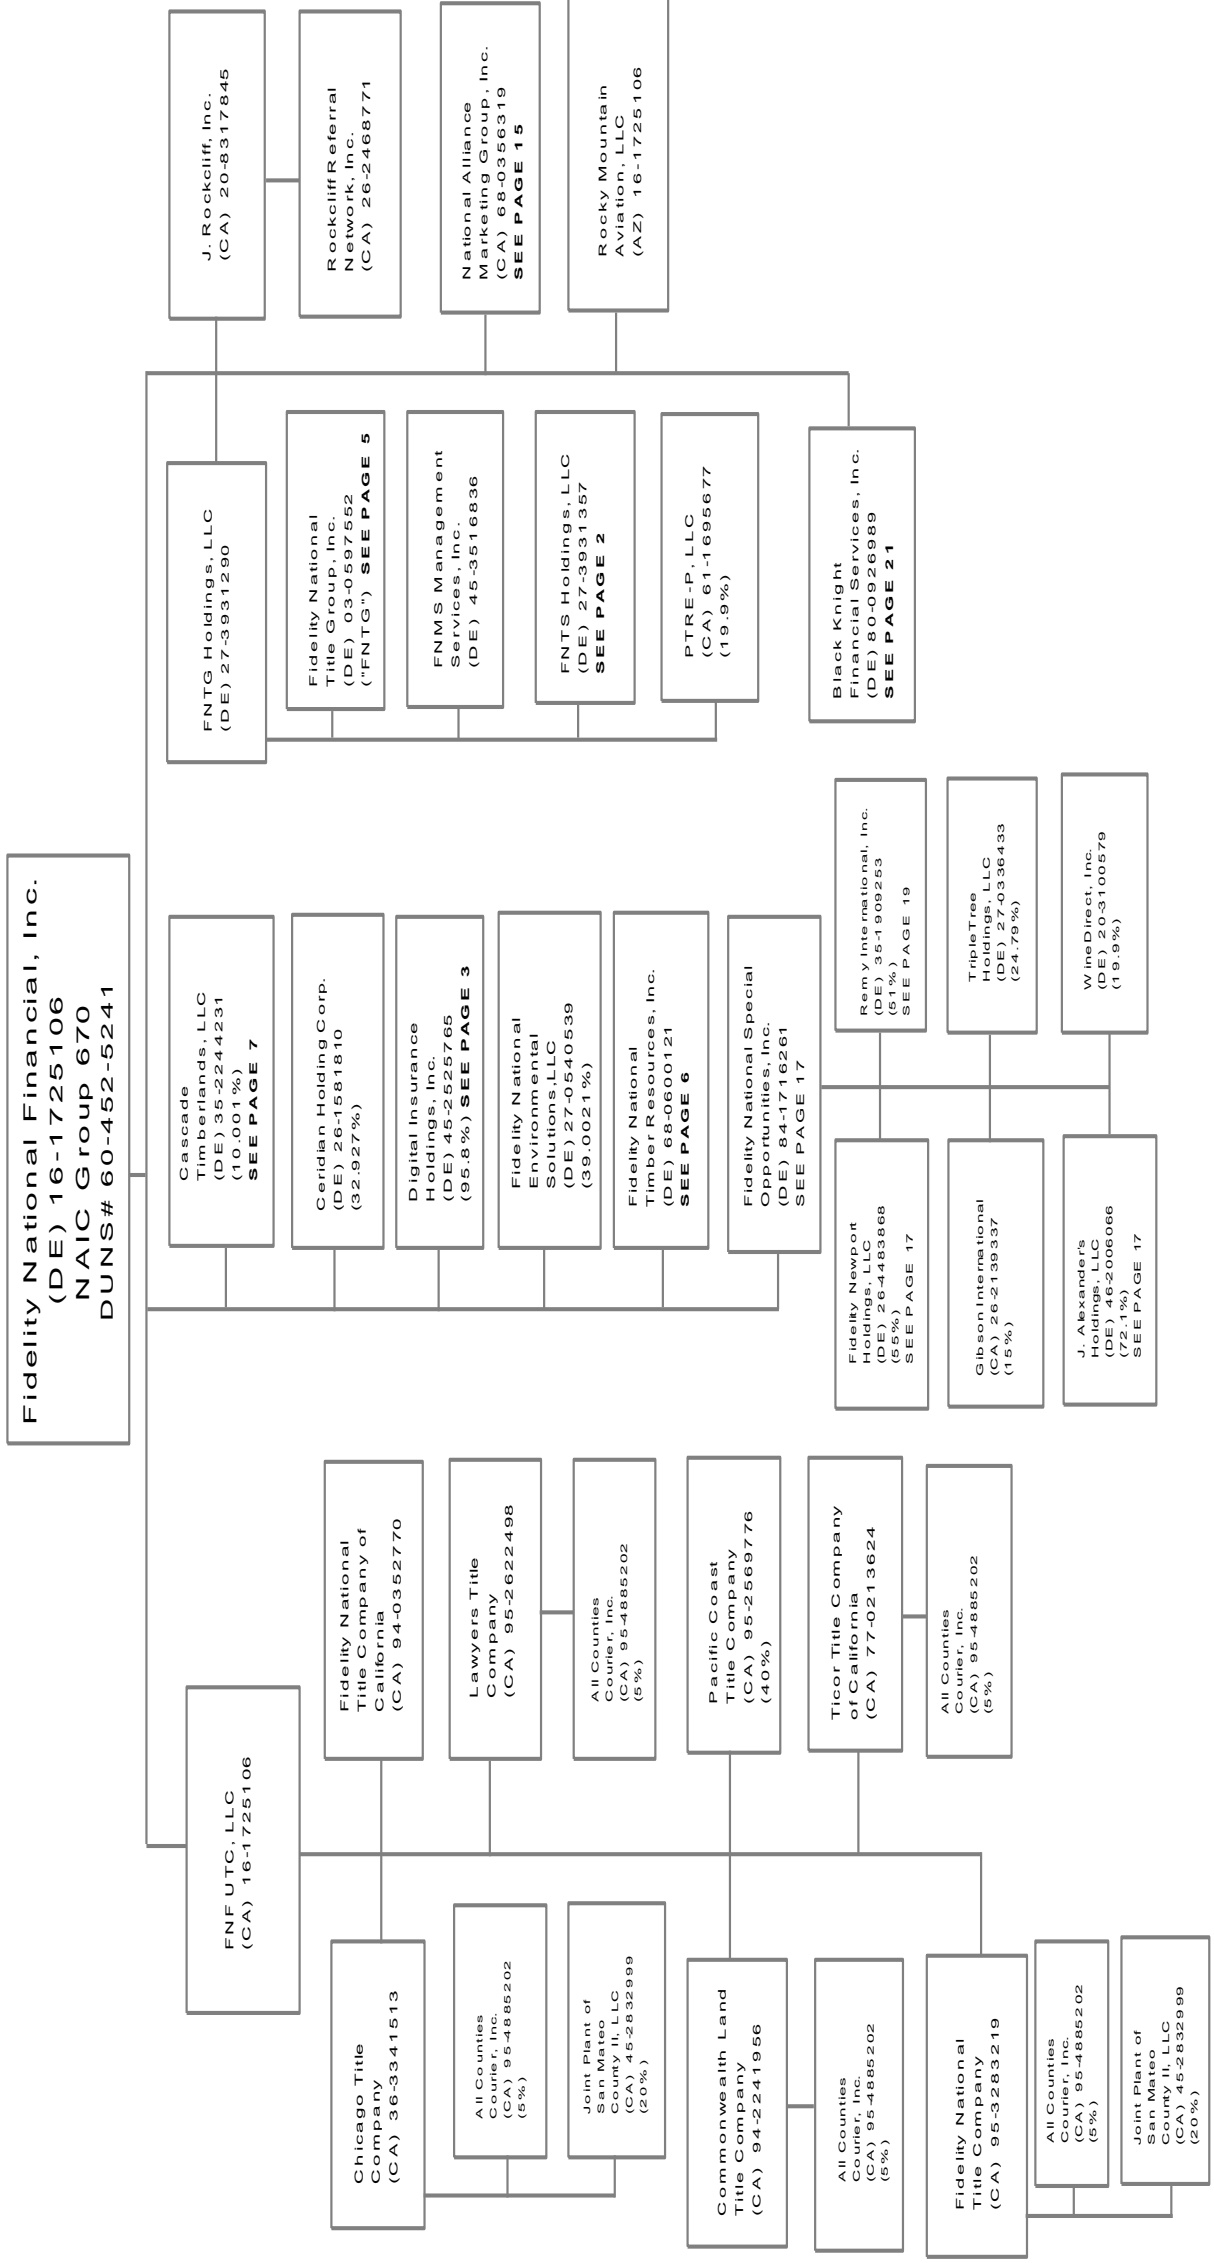 Fidelity National Financial, Inc.
(DE) 16-1725106
NAIC Group 670
DUNS# 60-452-5241
FNF UTC, LLC
(CA) 16-1725106
Chicago Title
Company
(CA) 36-3341513
All Counties
Courier, Inc.
(CA) 95-4885202
(5%)
Joint Plant of
San Mateo
County II, LLC
(CA) 45-2832999
(20%)
Commonwealth Land
Title Company
(CA) 94-2241956
All Counties
Courier, Inc.
(CA) 95-4885202
(5%)
Fidelity National
Title Company
(CA) 95-3283219
All Counties
Courier, Inc.
(CA) 95-4885202
(5%)
Joint Plant of
San Mateo
County II, LLC
(CA) 45-2832999
(20%)
Fidelity National
Title Company of
California
(CA) 94-0352770
Lawyers Title
Company
(CA) 95-2622498
All Counties
Courier, Inc.
(CA) 95-4885202
(5%)
Pacific Coast
Title Company
(CA) 95-2569776
(40%)
Ticor Title Company
of California
(CA) 77-0213624
All Counties
Courier, Inc.
(CA) 95-4885202
(5%)
Cascade
Timberlands, LLC
(DE) 35-2244231
(10.001%)
SEE PAGE 7
Ceridian Holding Corp.
(DE) 26-1581810
(32.927%)
Digital Insurance
Holdings, Inc.
(DE) 45-2525765
(95.8%) SEE PAGE 3
Fidelity National
Environmental
Solutions,LLC
(DE) 27-0540539
(39.0021%)
Fidelity National
Timber Resources, Inc.
(DE) 68-0600121
SEE PAGE 6
Fidelity National Special
Opportunities, Inc.
(DE) 84-1716261
SEE PAGE 17
Fidelity Newport
Holdings, LLC
(DE) 26-4483868
(55%)
SEE PAGE 17
Gibson International
(CA) 26-2139337
(15%)
J. Alexander's
Holdings, LLC
(DE) 46-2006066
(72.1%)
SEE PAGE 17
Remy International, Inc.
(DE) 35-1909253
(51%)
SEE PAGE 19
TripleTree
Holdings, LLC
(DE) 27-0336433
(24.79%)
WineDirect, Inc.
(DE) 20-3100579
(19.9%)
FNTG Holdings, LLC
(DE) 27-3931290
Fidelity National
Title Group, Inc.
(DE) 03-0597552
("FNTG") SEE PAGE 5
FNMS Management
Services, Inc.
(DE) 45-3516836
FNTS Holdings, LLC
(DE) 27-3931357
SEE PAGE 2
PTRE-P, LLC
(CA) 61-1695677
(19.9%)
Black Knight
Financial Services, Inc.
(DE) 80-0926989
SEE PAGE 21
J. Rockcliff, Inc.
(CA) 20-8317845
Rockcliff Referral
Network, Inc.
(CA) 26-2468771
National Alliance
Marketing Group, Inc.
(CA) 68-0356319
SEE PAGE 15
Rocky Mountain
Aviation, LLC
(AZ) 16-1725106